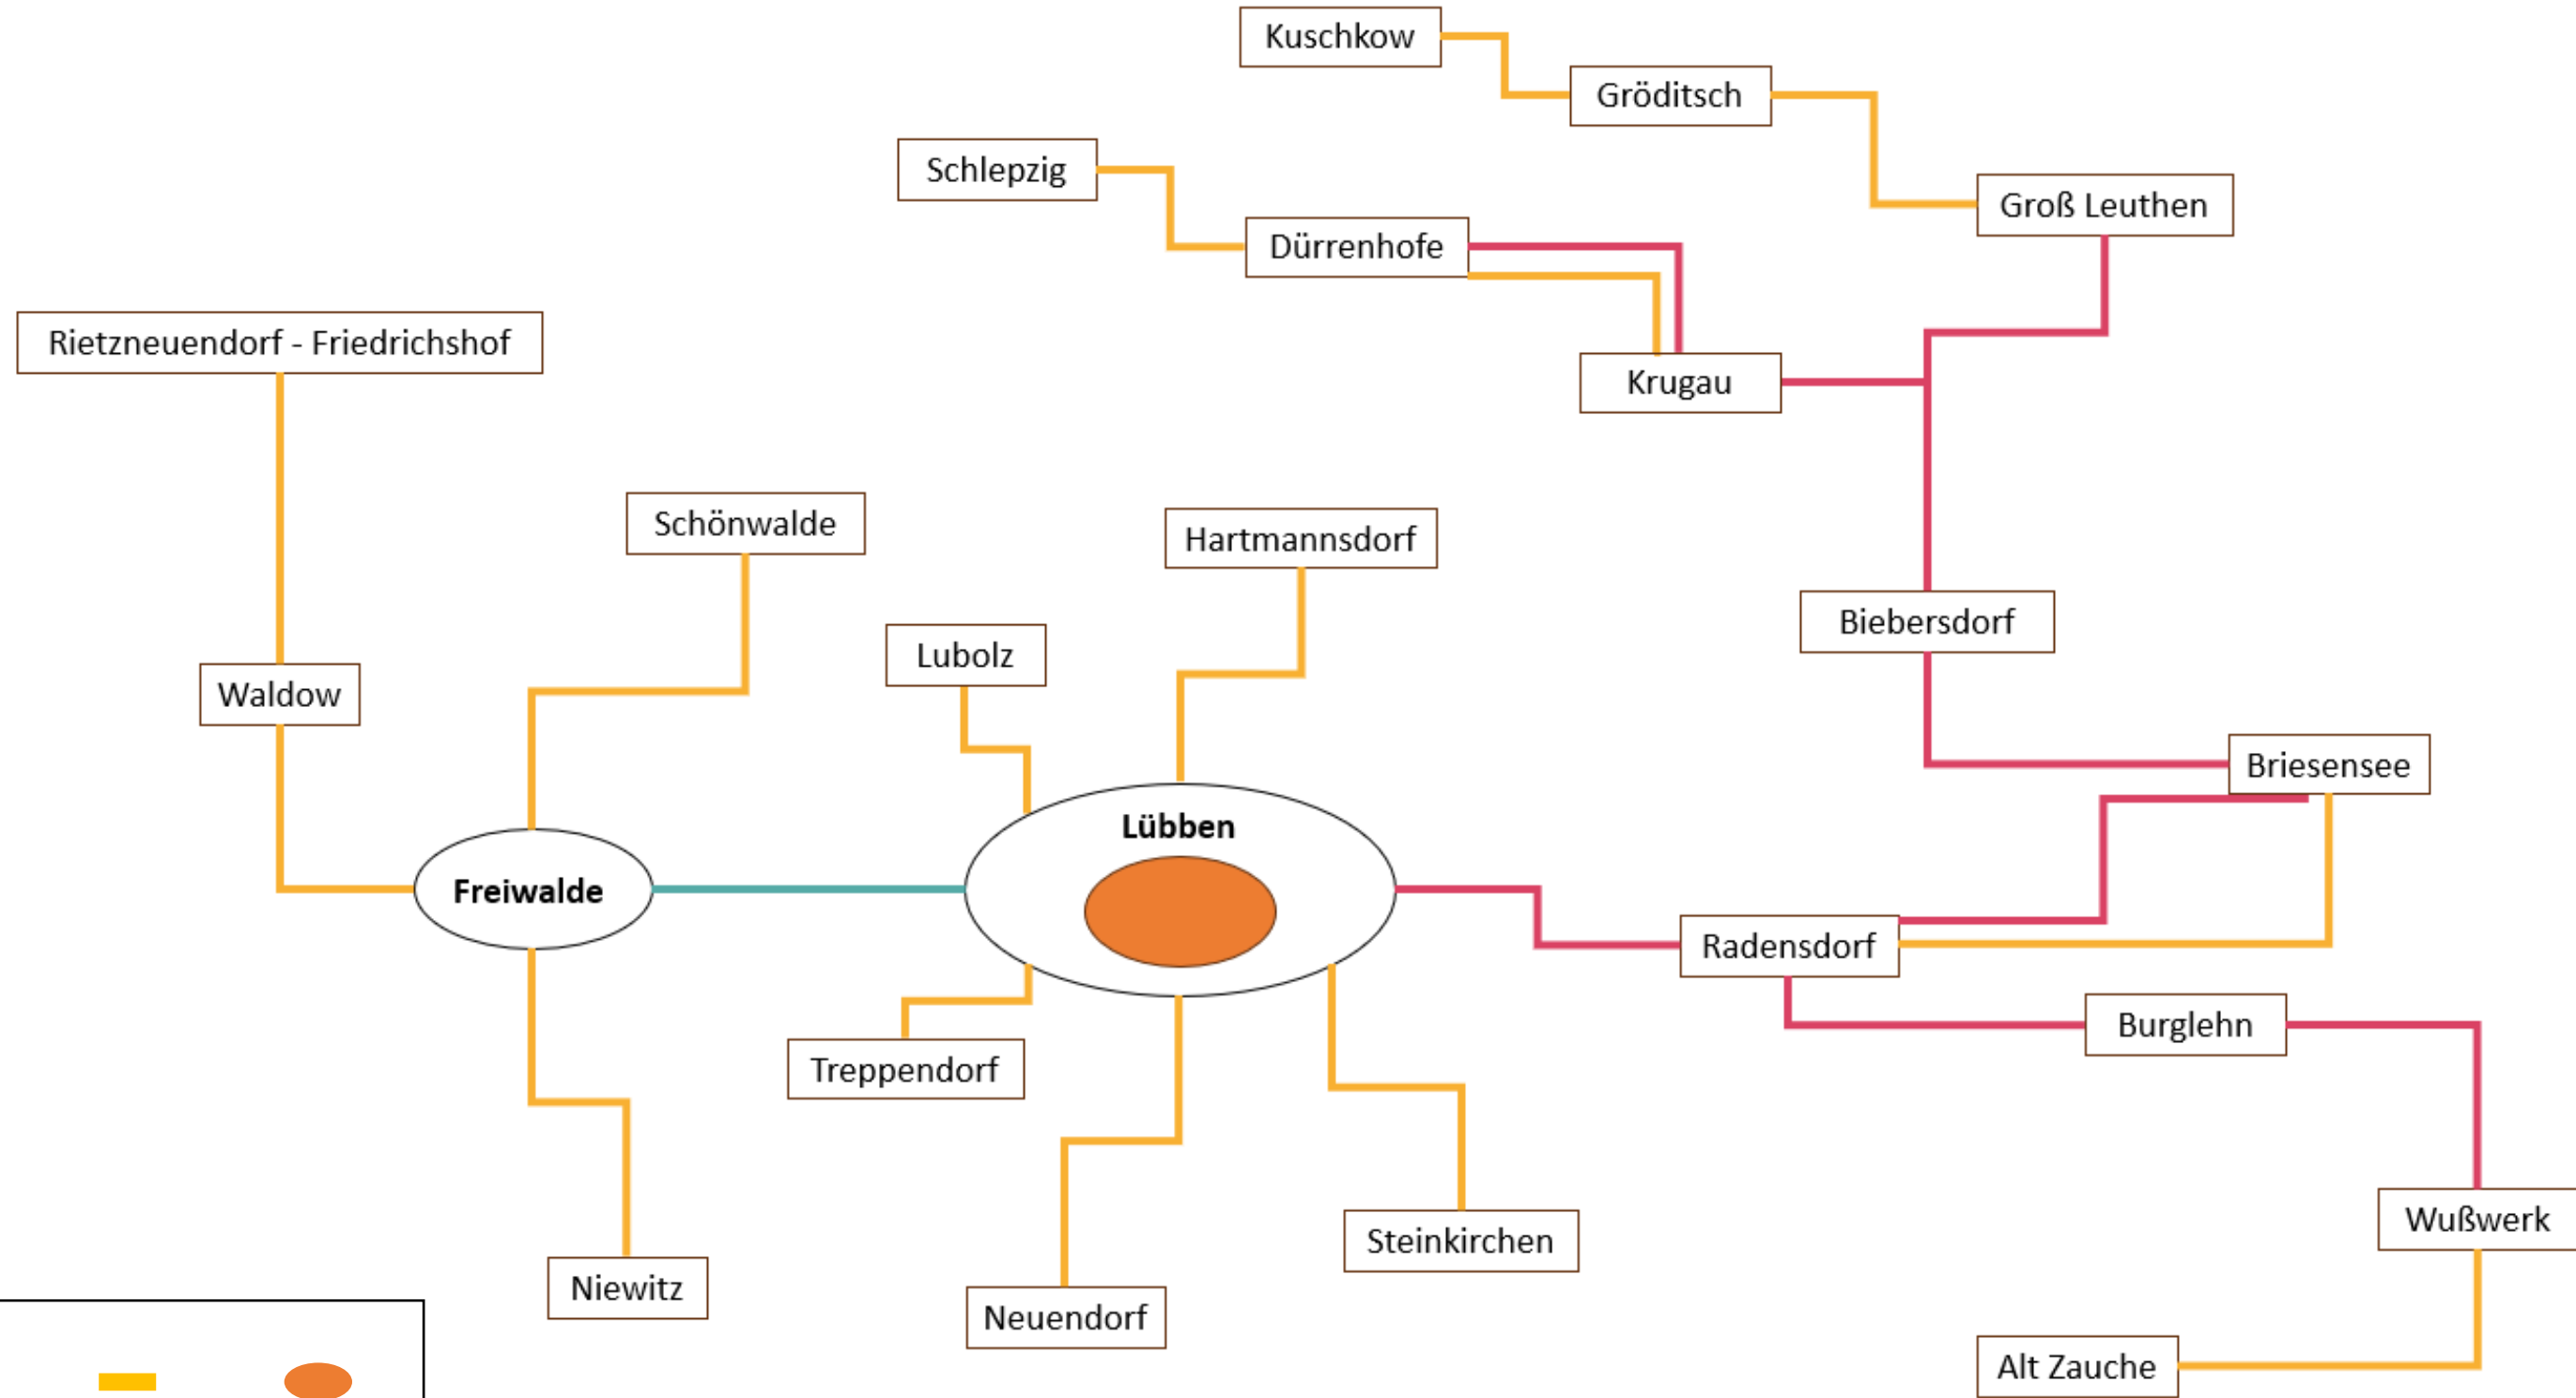 Kuschkow
Gröditsch
Schlepzig
Groß Leuthen
Dürrenhofe
Rietzneuendorf - Friedrichshof
Krugau
Schönwalde
Hartmannsdorf
Biebersdorf
Lubolz
Waldow
Briesensee
Lübben
Freiwalde
Radensdorf
Burglehn
Treppendorf
Wußwerk
Steinkirchen
Niewitz
Neuendorf
Alt Zauche